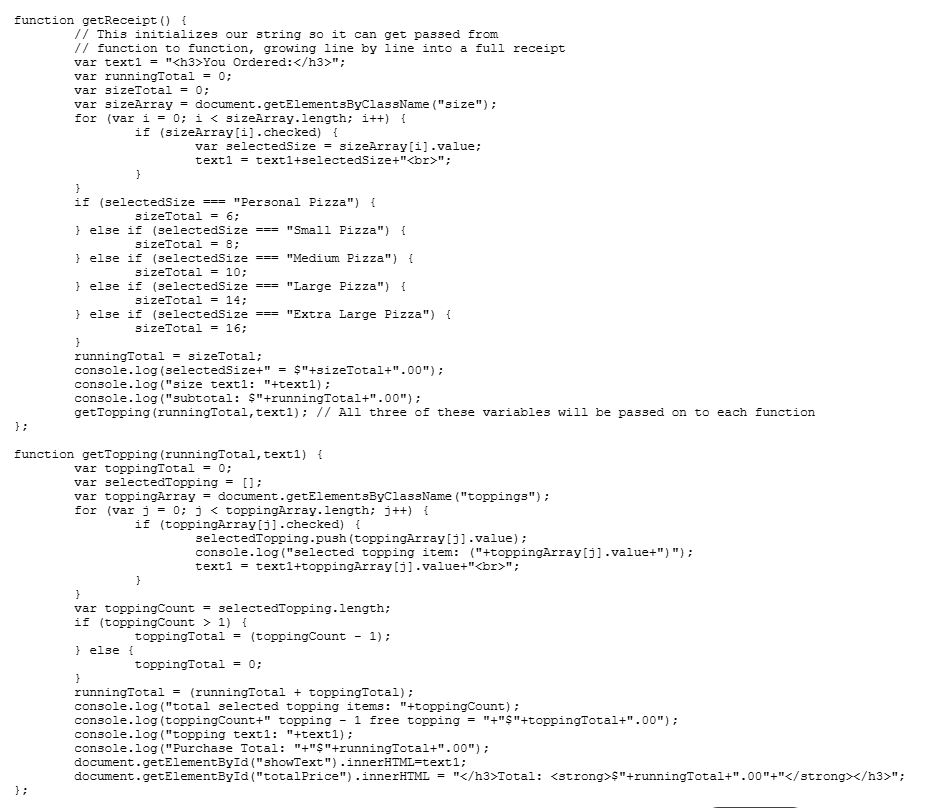 function getReceipt() {
	// This initializes our string so it can get passed from
	// function to function, growing line by line into a full receipt
	var text1 = "<h3>You Ordered:</h3>";
	var runningTotal = 0;
	var sizeTotal = 0;
	var sizeArray = document.getElementsByClassName("size");
	for (var i = 0; i < sizeArray.length; i++) {
		if (sizeArray[i].checked) {
			var selectedSize = sizeArray[i].value;
			text1 = text1+selectedSize+"<br>";
		}
	}
	if (selectedSize === "Personal Pizza") {
		sizeTotal = 6;
	} else if (selectedSize === "Small Pizza") {
		sizeTotal = 8;
	} else if (selectedSize === "Medium Pizza") {
		sizeTotal = 10;
	} else if (selectedSize === "Large Pizza") {
		sizeTotal = 14;
	} else if (selectedSize === "Extra Large Pizza") {
		sizeTotal = 16;
	}
	runningTotal = sizeTotal;
	console.log(selectedSize+" = $"+sizeTotal+".00");
	console.log("size text1: "+text1);
	console.log("subtotal: $"+runningTotal+".00");
	getTopping(runningTotal,text1); // All three of these variables will be passed on to each function
};

function getTopping(runningTotal,text1) {
	var toppingTotal = 0;
	var selectedTopping = [];
	var toppingArray = document.getElementsByClassName("toppings");
	for (var j = 0; j < toppingArray.length; j++) {
		if (toppingArray[j].checked) {
			selectedTopping.push(toppingArray[j].value);
			console.log("selected topping item: ("+toppingArray[j].value+")");
			text1 = text1+toppingArray[j].value+"<br>";
		}
	}
	var toppingCount = selectedTopping.length;
	if (toppingCount > 1) {
		toppingTotal = (toppingCount - 1);
	} else {
		toppingTotal = 0;
	}
	runningTotal = (runningTotal + toppingTotal);
	console.log("total selected topping items: "+toppingCount);
	console.log(toppingCount+" topping - 1 free topping = "+"$"+toppingTotal+".00");
	console.log("topping text1: "+text1);
	console.log("Purchase Total: "+"$"+runningTotal+".00");
	document.getElementById("showText").innerHTML=text1;
	document.getElementById("totalPrice").innerHTML = "</h3>Total: <strong>$"+runningTotal+".00"+"</strong></h3>";
};